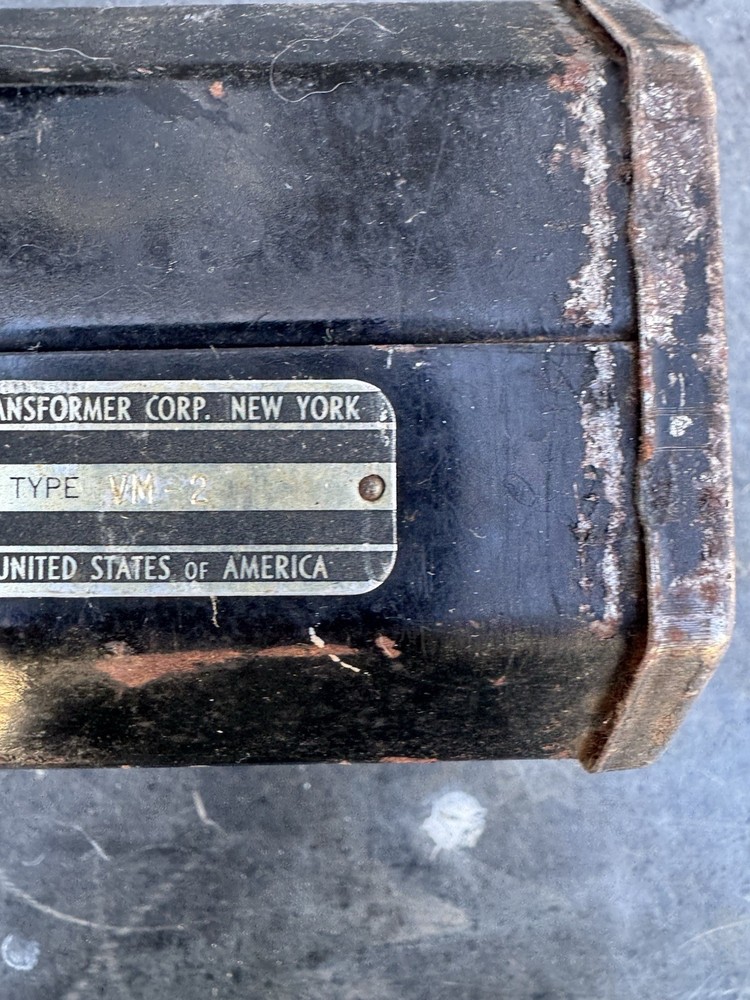 ANSFORMER CORP. NEW YORK
TYPE VM-2
UNITED STATES OF AMERICA